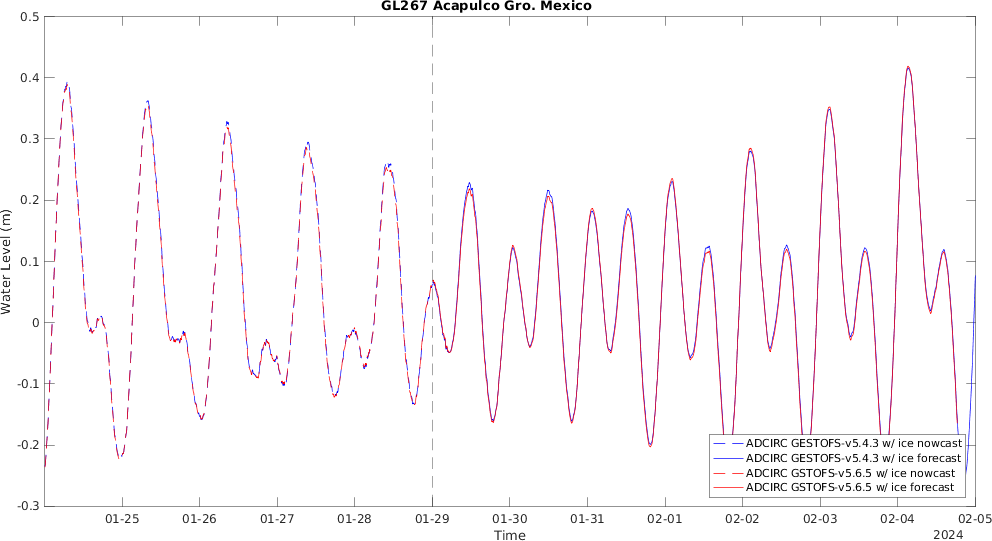 GL267 Acapulco Gro. Mexico
0.5
0.4
0.3
0.2
0.1
0
-0.1
-0.2
-0.3
Water Level (m)
ADCIRC GESTOFS-v5.4.3 w/ ice nowcast
ADCIRC GESTOFS-v5.4.3 w/ ice forecast
ADCIRC GSTOFS-v5.6.5 w/ ice nowcast
ADCIRC GSTOFS-v5.6.5 w/ ice forecast
01-25 01-26 01-27 01-28 01-29 01-30 01-31 02-01 02-02 02-03 02-04 02-05
Time
2024